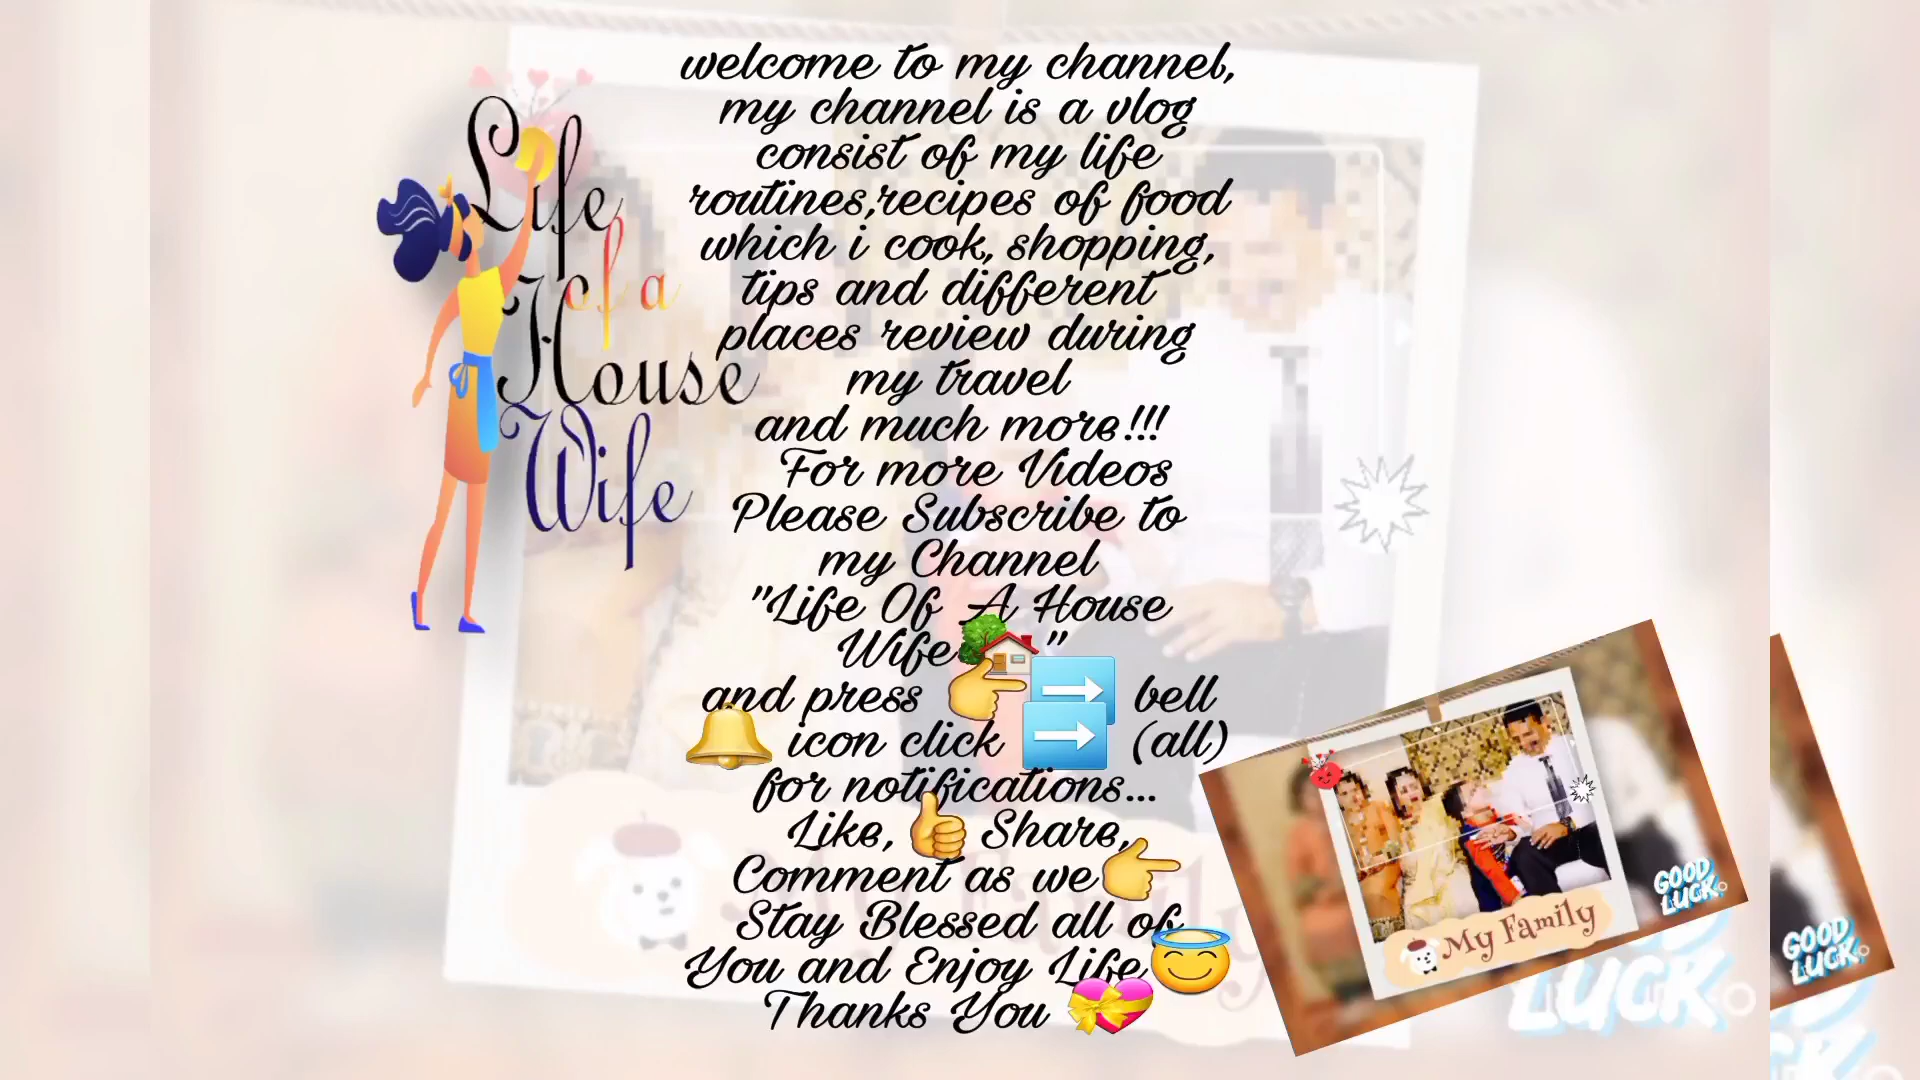 welcome to my channel,
my channel is a vlog
consist of my life
routines,recipes of food
which i cook, shopping,
tips and different
places review during
my travel
and much more!!!
For more Videos
Please Subscribe to
my Channel
"Life Of A House
Wife🏡"
and press 👉➡️ bell
🔔 icon click ➡️ (all)
for notifications...
Like,👍 Share,
Comment as we👉
Stay Blessed all of
You and Enjoy Life😇
Thanks You 💝
Life
of a
House
Wife
My Family
GOOD
LUCK
GOOD
LUCK
My Family
LUCK